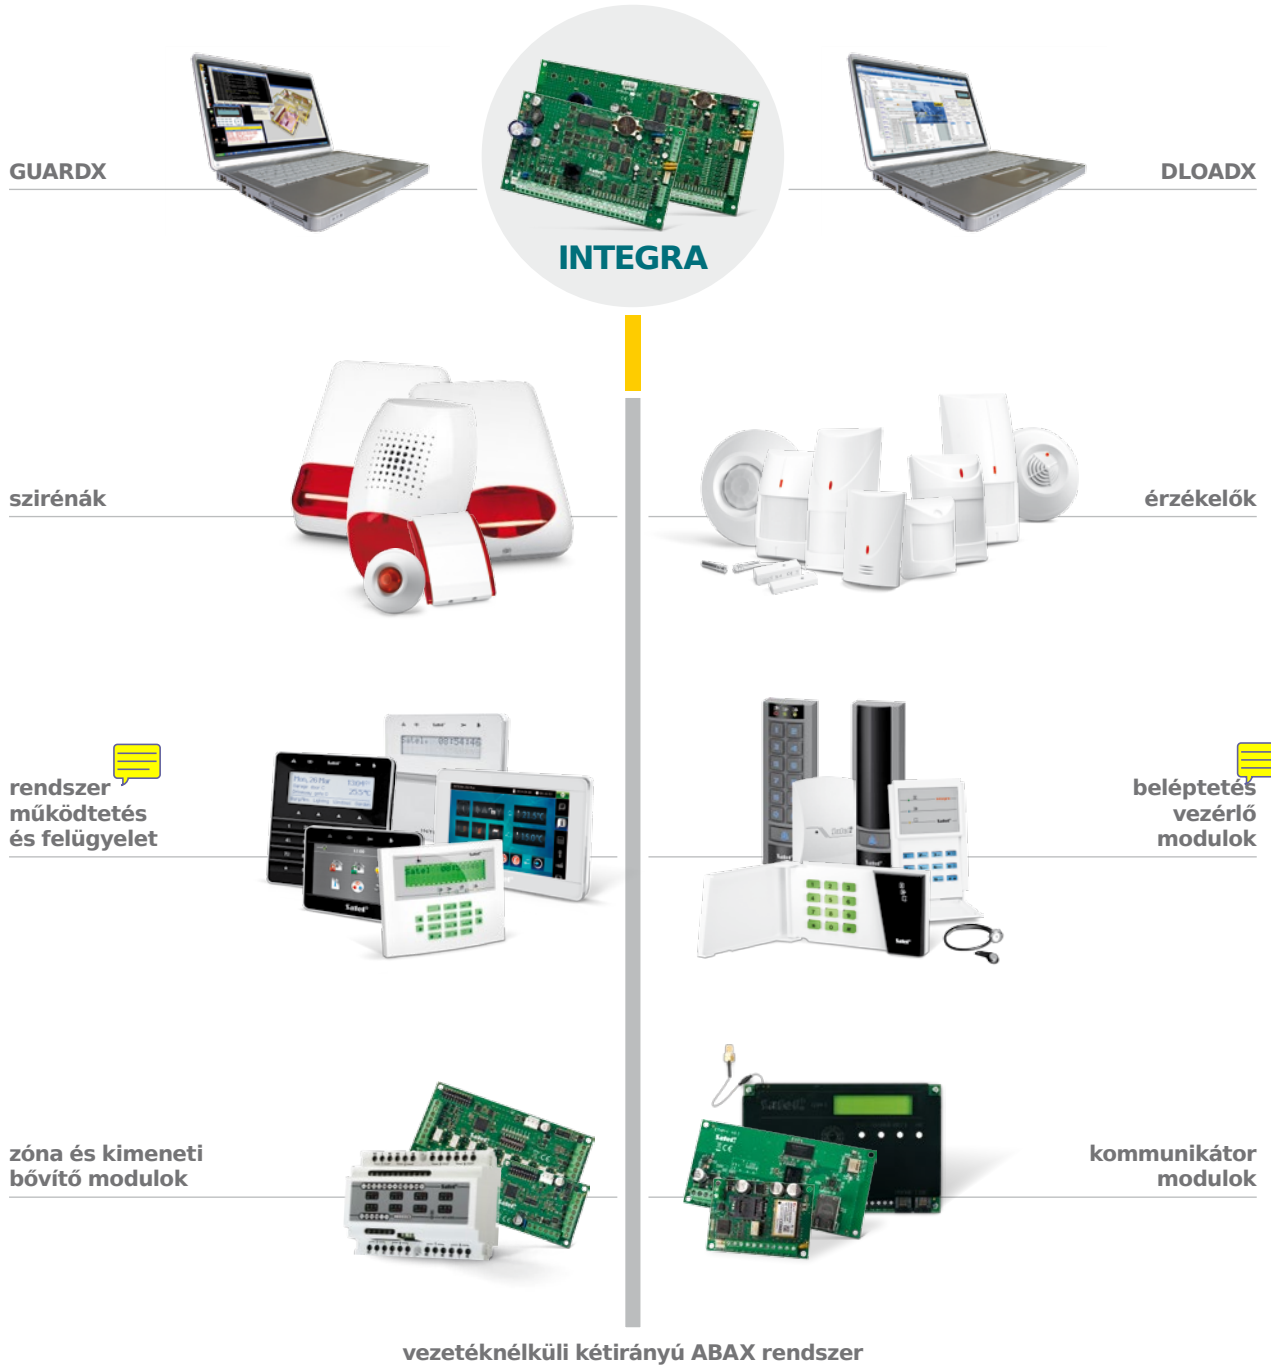 GUARDX
DLOADX
INTEGRA
szirénák
érzékelők
rendszer
működtetés
és felügyelet
beléptetés
vezérlő
modulok
zóna és kimeneti
bővítő modulok
kommunikátor
modulok
vezetéknélküli kétirányú ABAX rendszer